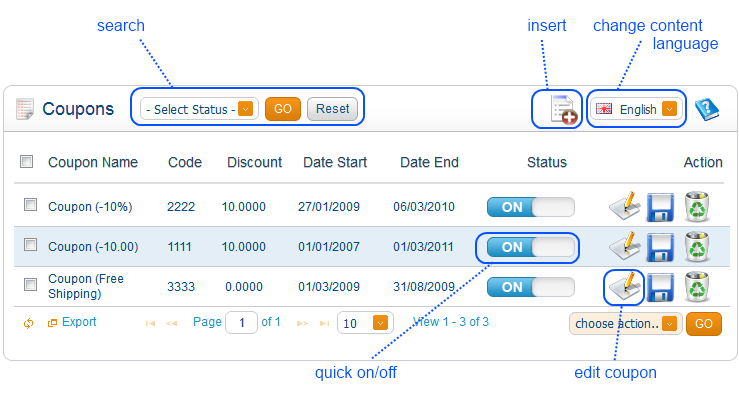 search
insert
change content
language
Coupons
- Select Status -
GO
Reset
English
?
Coupon Name Code Discount Date Start Date End Status Action
Coupon (-10%) 2222 10.0000 27/01/2009 06/03/2010 ON
Coupon (-10.00) 1111 10.0000 01/01/2007 01/03/2011 ON
Coupon (Free
Shipping) 3333 0.0000 01/03/2009 31/08/2009 ON
Export Page 1 of 1 10 View 1 - 3 of 3 choose action.. GO
quick on/off
edit coupon